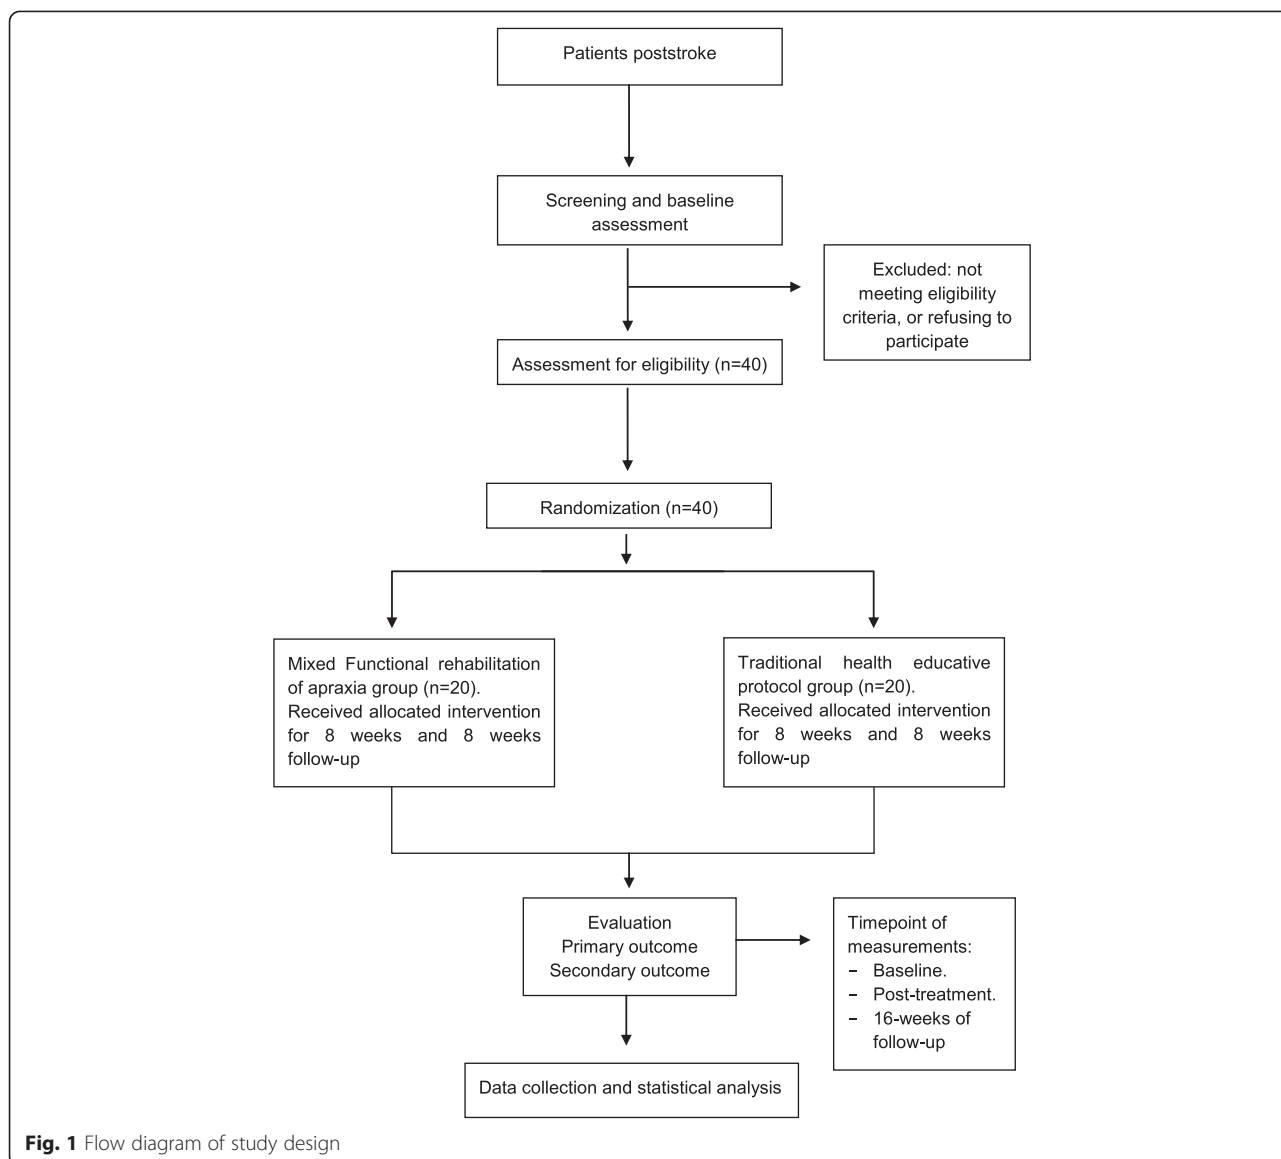 Patients poststroke
Screening and baseline
assessment
Excluded: not
meeting eligibility
criteria, or refusing to
participate
Assessment for eligibility (n=40)
Randomization (n=40)
Mixed Functional rehabilitation
of apraxia group (n=20).
Received allocated intervention
for 8 weeks and 8 weeks
follow-up
Traditional health educative
protocol group (n=20).
Received allocated intervention
for 8 weeks and 8 weeks
follow-up
Evaluation
Primary outcome
Secondary outcome
Timepoint of
measurements:
− Baseline.
− Post-treatment.
− 16-weeks of
follow-up
Data collection and statistical analysis
Fig. 1 Flow diagram of study design